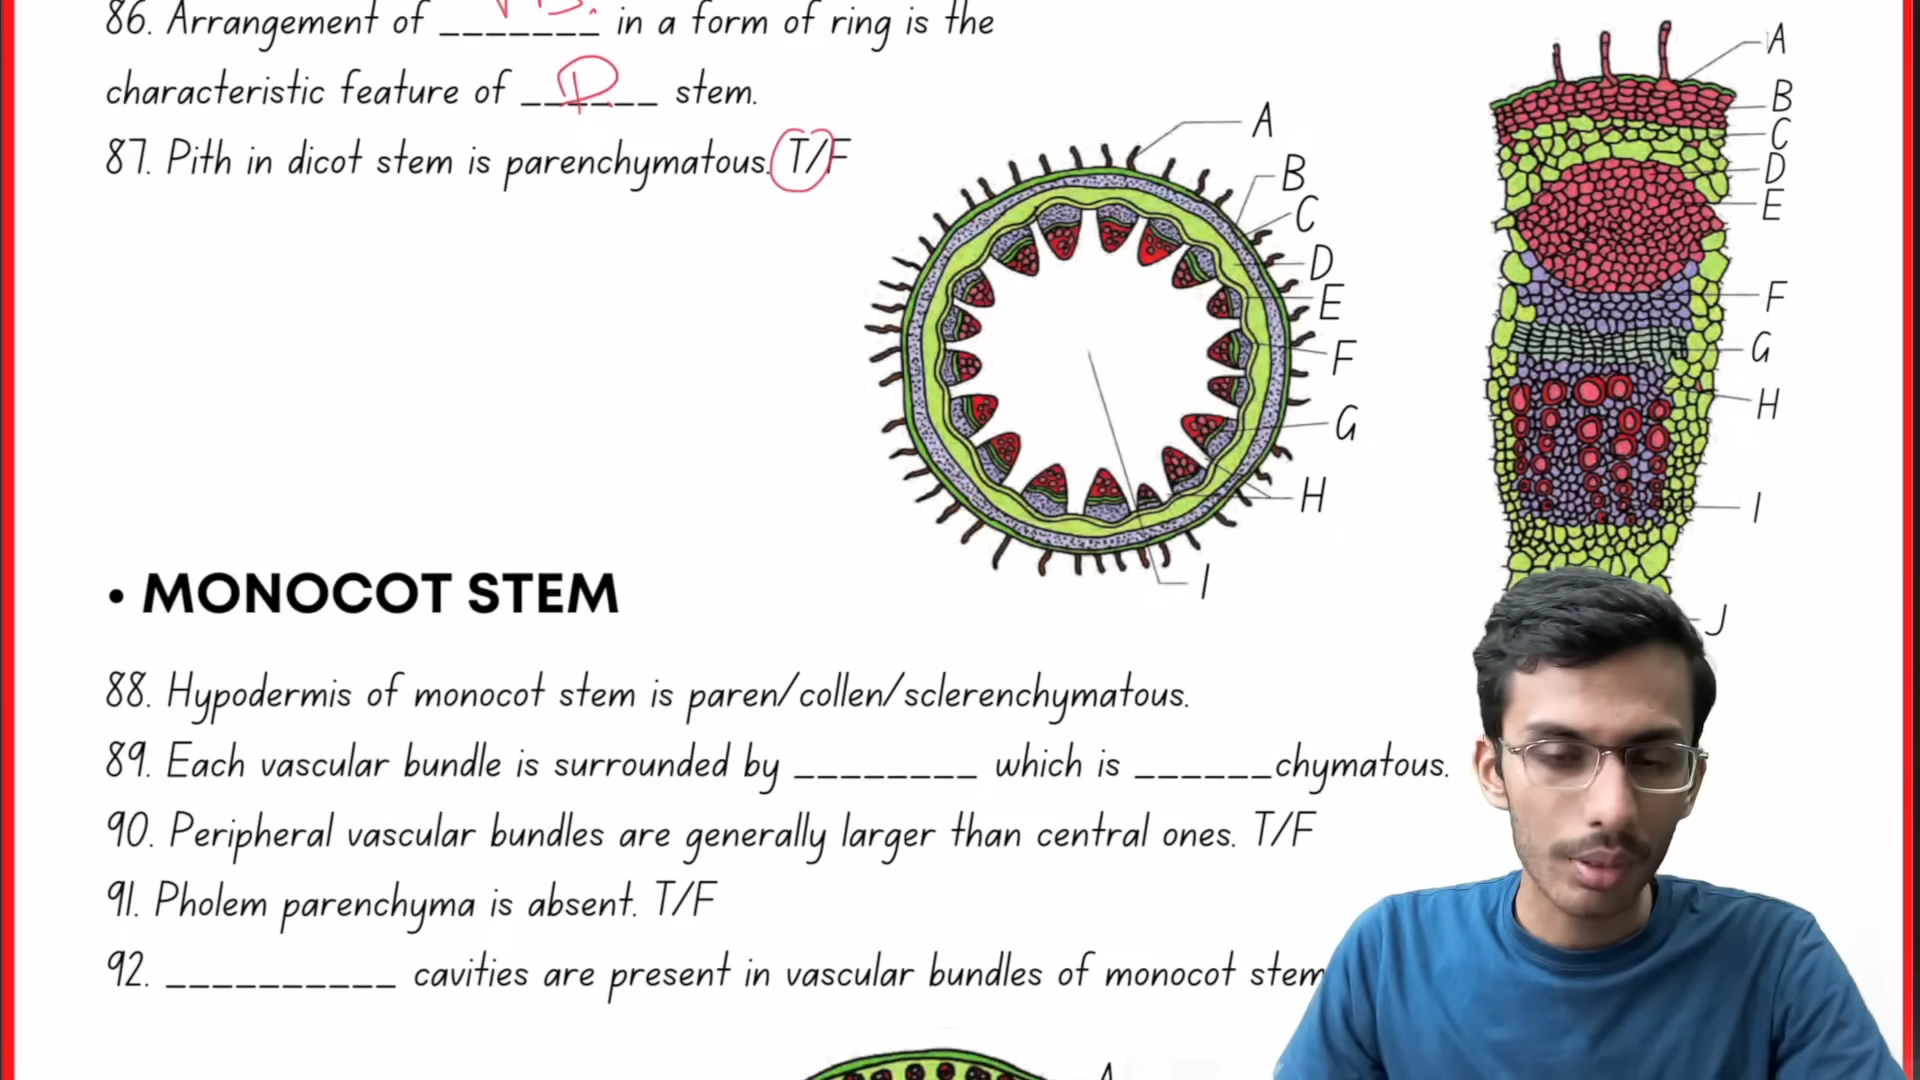 86. Arrangement of _______ in a form of ring is the
characteristic feature of ______ stem.
D
87. Pith in dicot stem is parenchymatous. T/F
A
B
C
D
E
F
G
H
I
A
B
C
D
E
F
G
H
I
J
• MONOCOT STEM
88. Hypodermis of monocot stem is paren/collen/sclerenchymatous.
89. Each vascular bundle is surrounded by ________ which is ______chymatous.
90. Peripheral vascular bundles are generally larger than central ones. T/F
91. Pholem parenchyma is absent. T/F
92. __________ cavities are present in vascular bundles of monocot stem
A